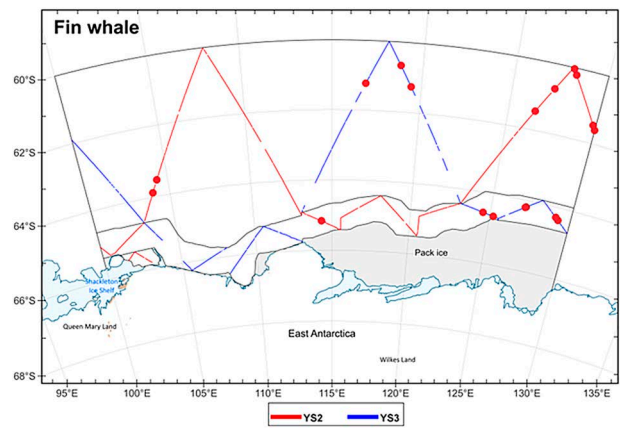 Fin whale
60°S
62°S
64°S
66°S
68°S
Pack ice
Shackleton
Ice Shelf
Queen Mary Land
East Antarctica
Wilkes Land
95°E
100°E
105°E
110°E
115°E
120°E
125°E
130°E
135°E
YS2
YS3